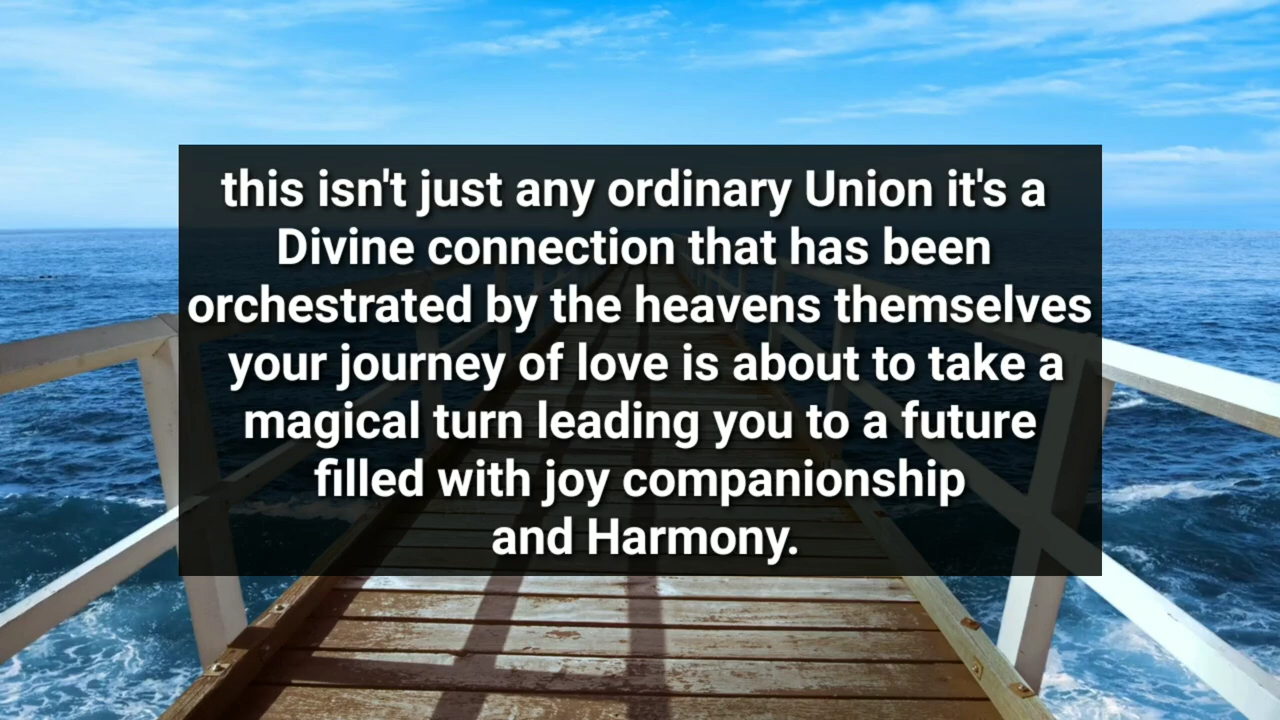 this isn't just any ordinary Union it's a
Divine connection that has been
orchestrated by the heavens themselves
your journey of love is about to take a
magical turn leading you to a future
filled with joy companionship
and Harmony.